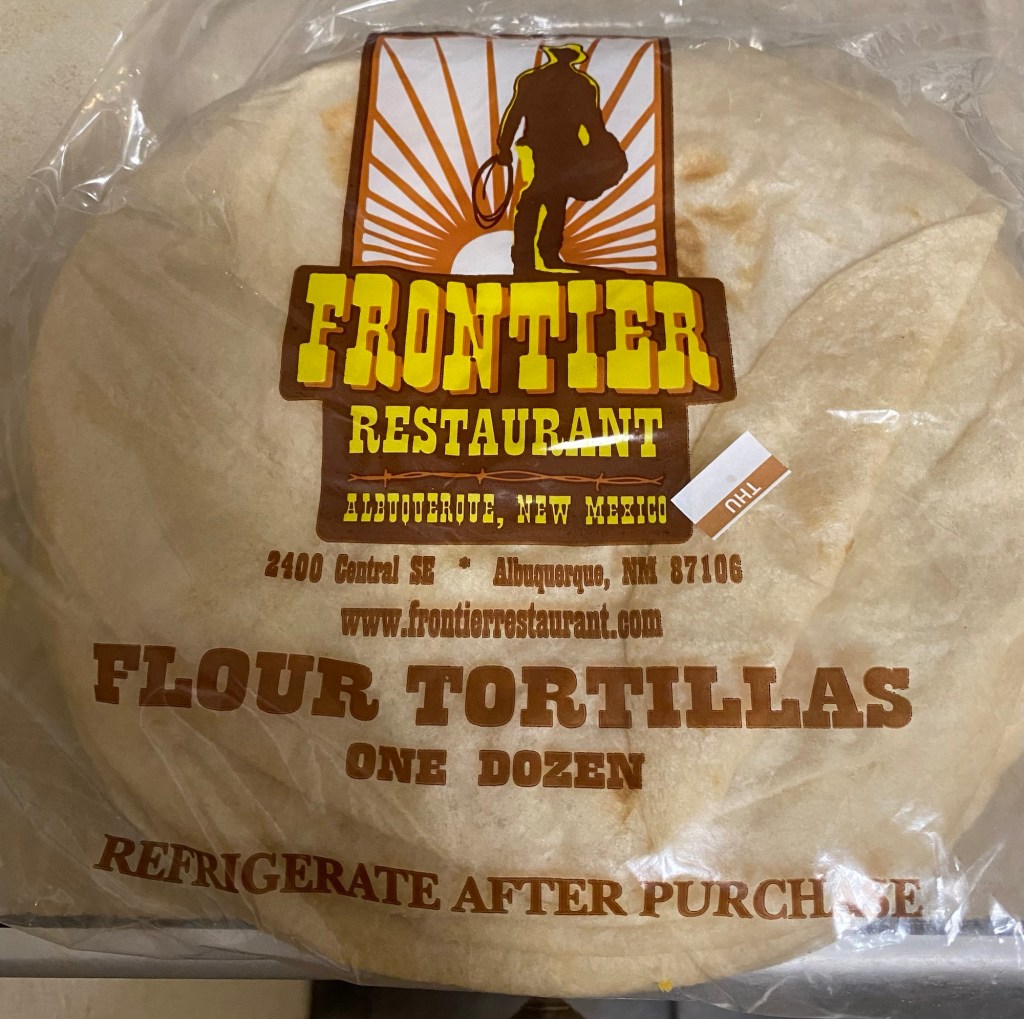 FRONTIER
RESTAURANT
ALBUQUERQUE, NEW MEXICO
THU
2400 Central SE * Albuquerque, NM 87106
www.frontierrestaurant.com
FLOUR TORTILLAS
ONE DOZEN
REFRIGERATE AFTER PURCHASE